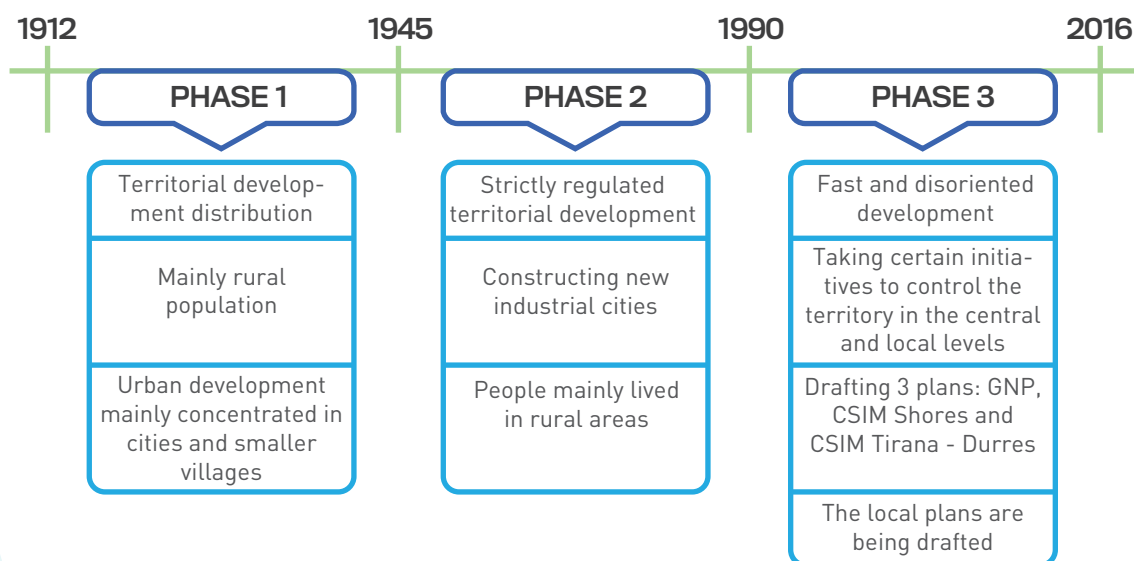 1912
1945
1990
2016
PHASE 1
PHASE 2
PHASE 3
Territorial develop-
ment distribution
Mainly rural
population
Urban development
mainly concentrated in
cities and smaller
villages
Strictly regulated
territorial development
Constructing new
industrial cities
People mainly lived
in rural areas
Fast and disoriented
development
Taking certain initia-
tives to control the
territory in the central
and local levels
Drafting 3 plans: GNP,
CSIM Shores and
CSIM Tirana - Durres
The local plans are
being drafted